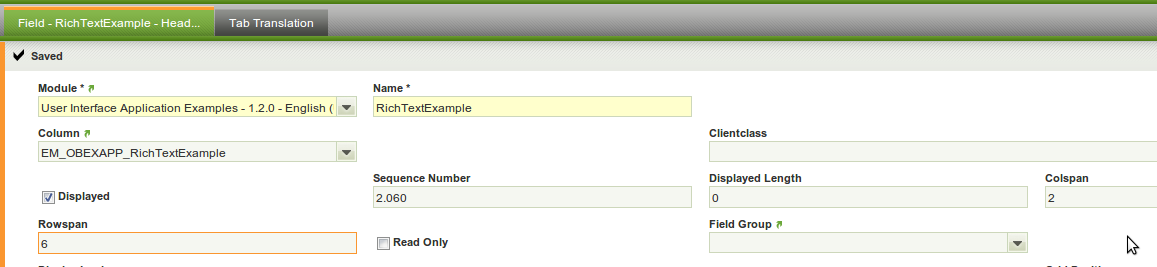 Field - RichTextExample - Head... Tab Translation
Saved
Module * Name *
User Interface Application Examples - 1.2.0 - English ( RichTextExample
Column Clientclass
EM_OBEXAPP_RichTextExample
Sequence Number Displayed Length Colspan
Displayed 2.060 0 2
Rowspan Field Group
6 Read Only